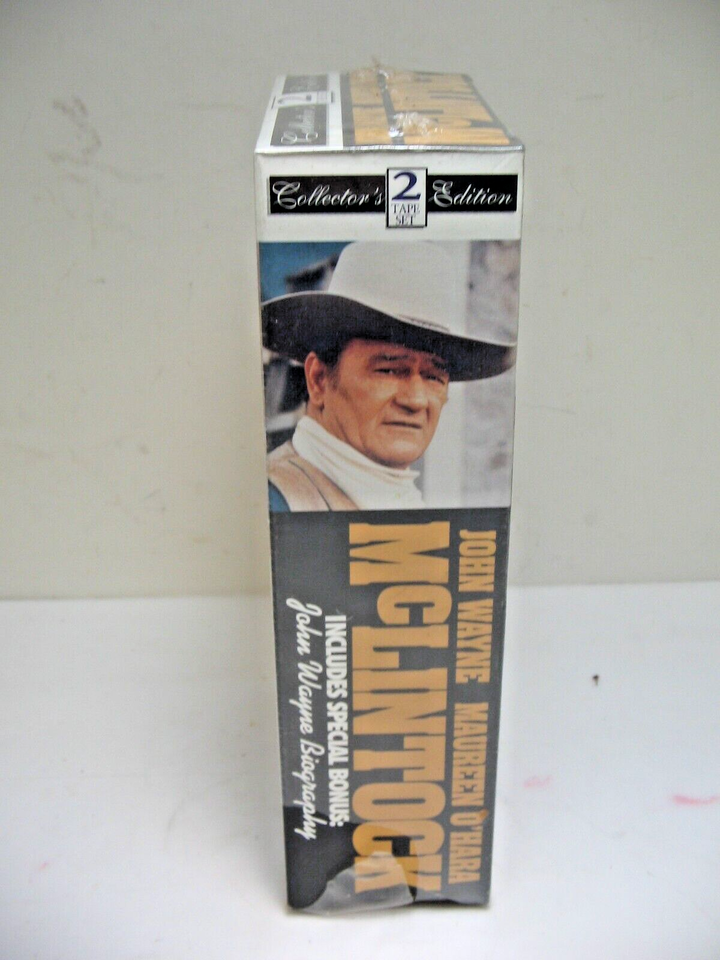 Collector's 2 Edition
TAPE
SET
JOHN WAYNE MAUREEN O'HARA
MCLINTOCK
INCLUDES SPECIAL BONUS:
John Wayne Biography